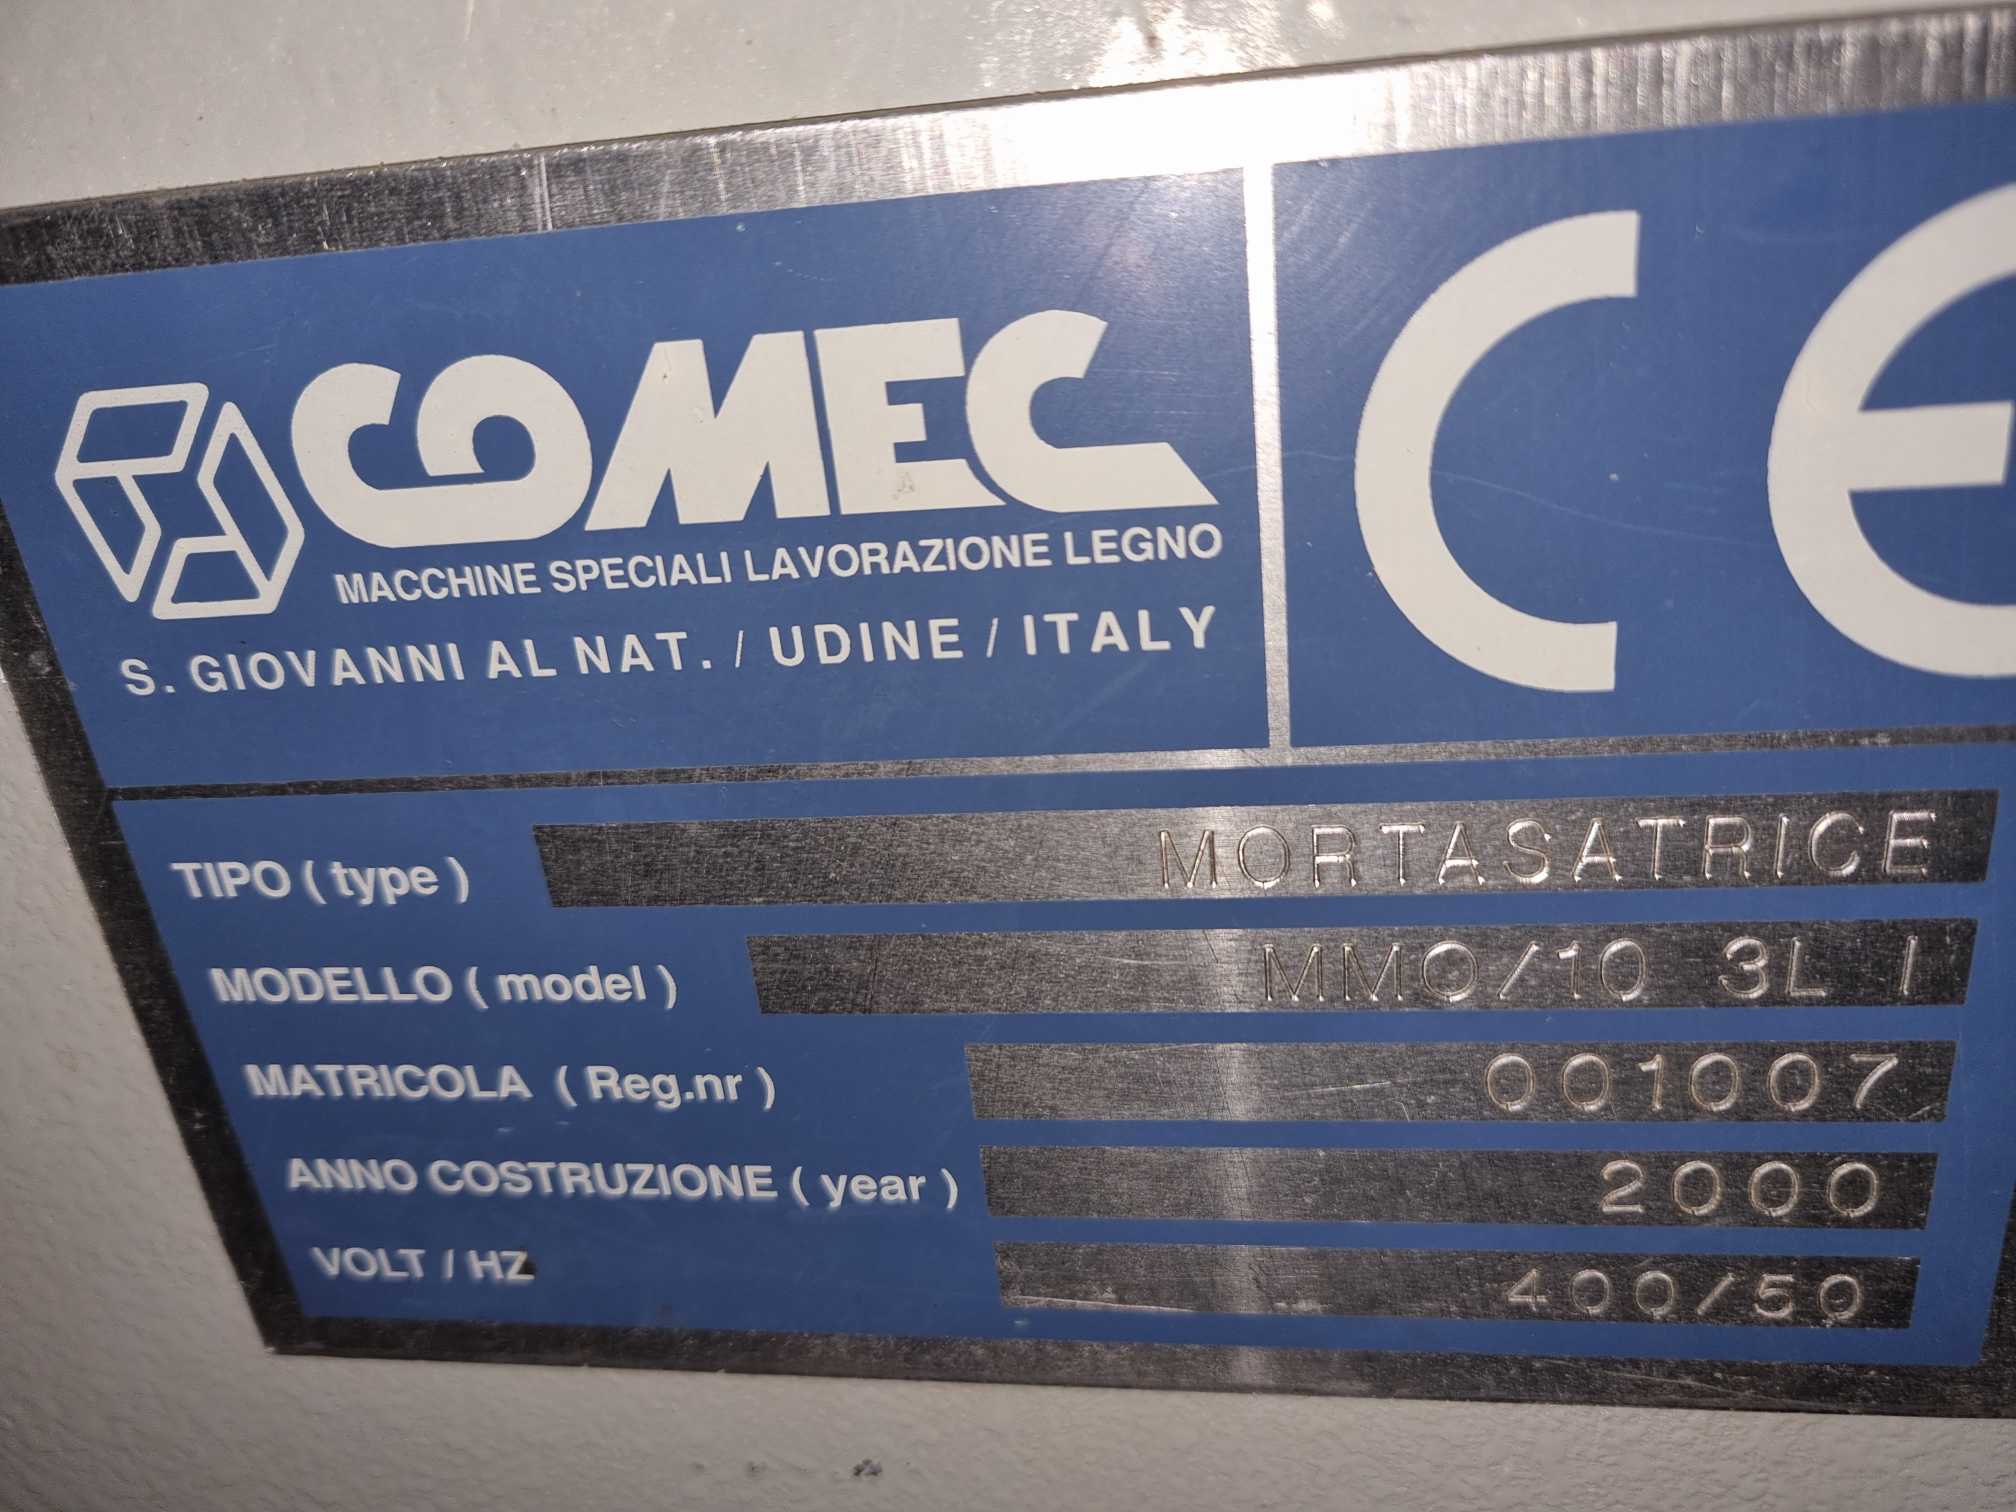 COMEC
MACCHINE SPECIALI LAVORAZIONE LEGNO
S. GIOVANNI AL NAT. / UDINE / ITALY
CE
TIPO ( type ) MORTASATRICE
MODELLO ( model ) MMO/10 3L I
MATRICOLA ( Reg.nr ) 001007
ANNO COSTRUZIONE ( year ) 2000
VOLT / HZ 400/50